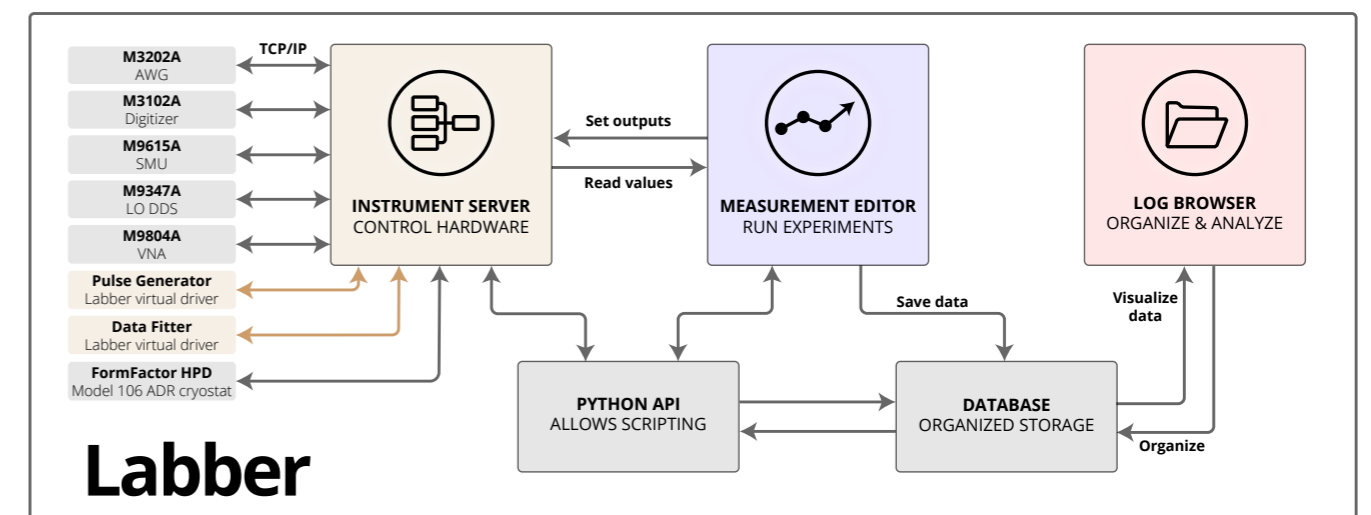 M3202A
AWG
M3102A
Digitizer
M9615A
SMU
M9347A
LO DDS
M9804A
VNA
Pulse Generator
Labber virtual driver
Data Fitter
Labber virtual driver
FormFactor HPD
Model 106 ADR cryostat
TCP/IP
INSTRUMENT SERVER
CONTROL HARDWARE
Set outputs
Read values
MEASUREMENT EDITOR
RUN EXPERIMENTS
LOG BROWSER
ORGANIZE & ANALYZE
Save data
Visualize
data
PYTHON API
ALLOWS SCRIPTING
DATABASE
ORGANIZED STORAGE
Organize
Labber